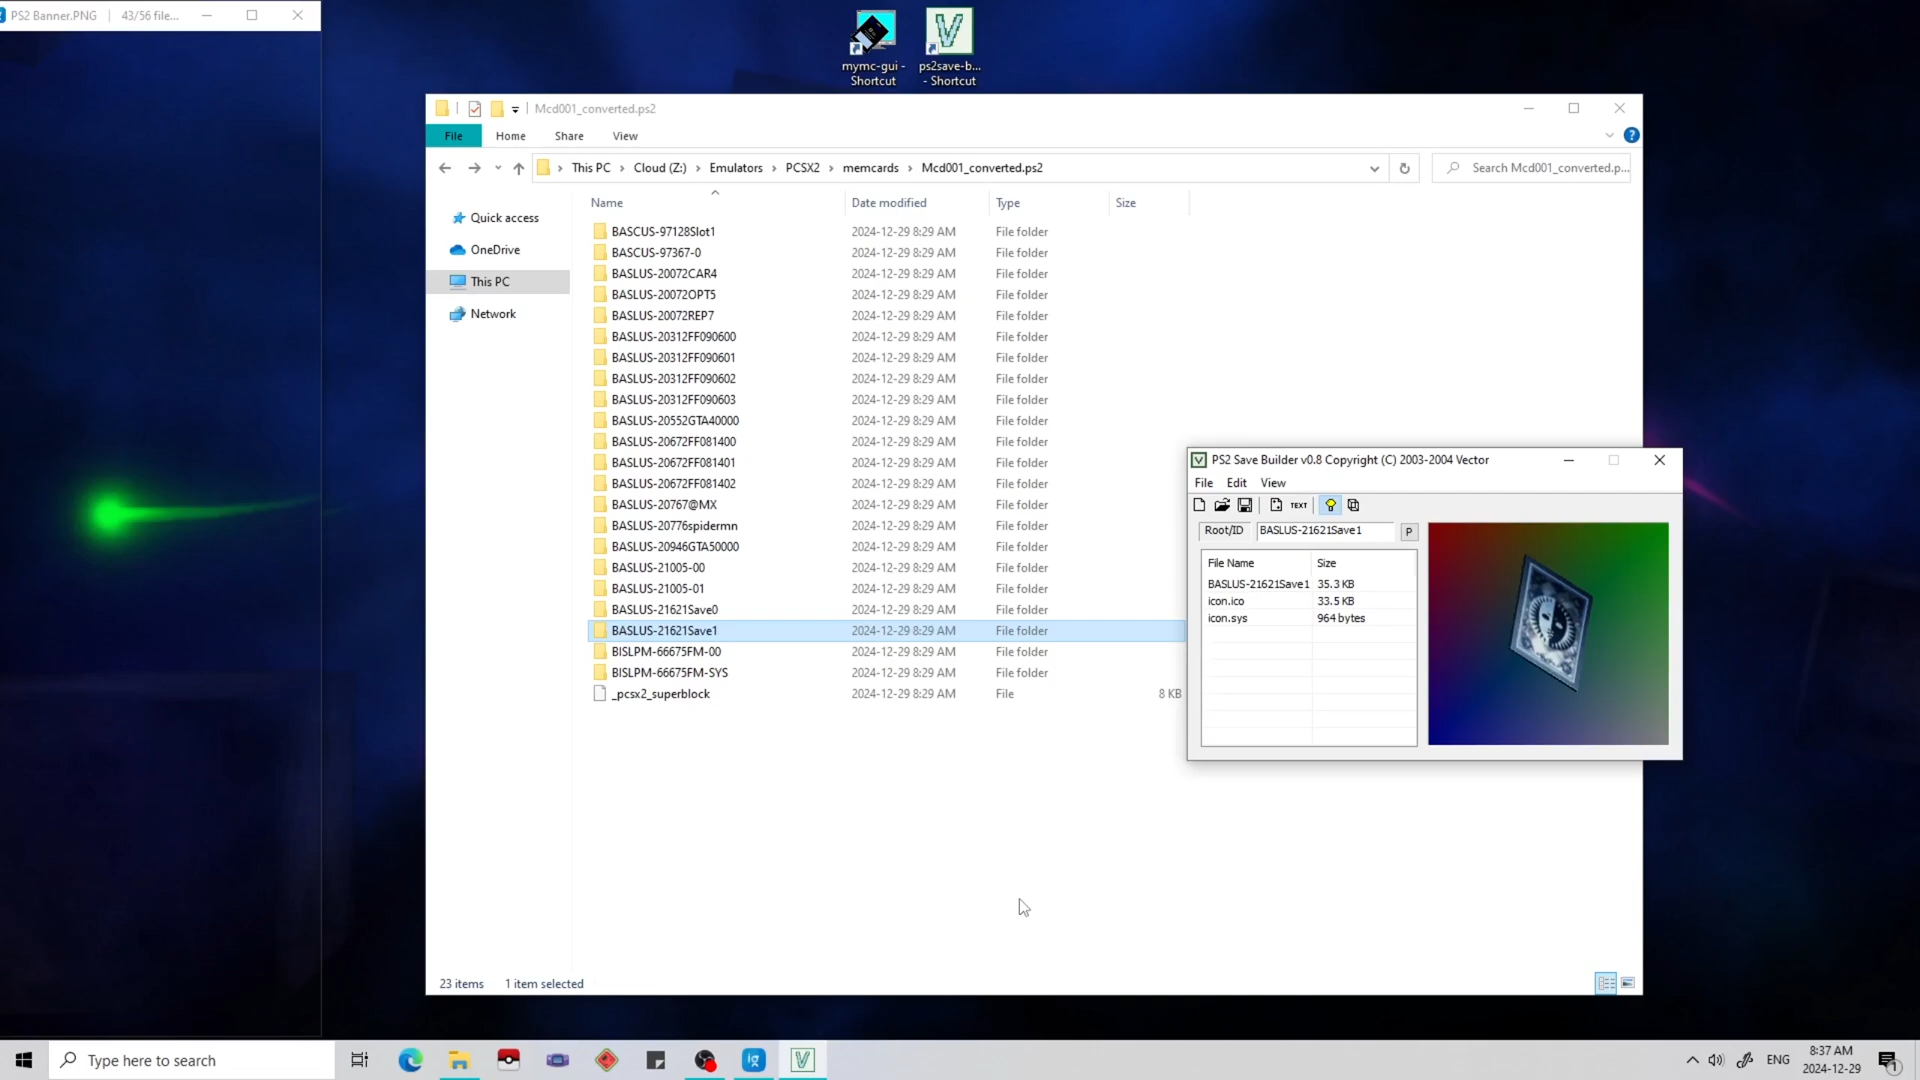 PS2 Banner.PNG | 43/56 file...
mymc-gui - Shortcut
ps2save-b... - Shortcut
Mcd001_converted.ps2
File Home Share View
This PC > Cloud (Z:) > Emulators > PCSX2 > memcards > Mcd001_converted.ps2
Search Mcd001_converted.p...
Quick access
OneDrive
This PC
Network
Name Date modified Type Size
BASCUS-97128Slot1 2024-12-29 8:29 AM File folder
BASCUS-97367-0 2024-12-29 8:29 AM File folder
BASLUS-20072CAR4 2024-12-29 8:29 AM File folder
BASLUS-20072OPT5 2024-12-29 8:29 AM File folder
BASLUS-20072REP7 2024-12-29 8:29 AM File folder
BASLUS-20312FF090600 2024-12-29 8:29 AM File folder
BASLUS-20312FF090601 2024-12-29 8:29 AM File folder
BASLUS-20312FF090602 2024-12-29 8:29 AM File folder
BASLUS-20312FF090603 2024-12-29 8:29 AM File folder
BASLUS-20552GTA40000 2024-12-29 8:29 AM File folder
BASLUS-20672FF081400 2024-12-29 8:29 AM File folder
BASLUS-20672FF081401 2024-12-29 8:29 AM File folder
BASLUS-20672FF081402 2024-12-29 8:29 AM File folder
BASLUS-20767@MX 2024-12-29 8:29 AM File folder
BASLUS-20776spidermn 2024-12-29 8:29 AM File folder
BASLUS-20946GTA50000 2024-12-29 8:29 AM File folder
BASLUS-21005-00 2024-12-29 8:29 AM File folder
BASLUS-21005-01 2024-12-29 8:29 AM File folder
BASLUS-21621Save0 2024-12-29 8:29 AM File folder
BASLUS-21621Save1 2024-12-29 8:29 AM File folder
BISLPM-66675FM-00 2024-12-29 8:29 AM File folder
BISLPM-66675FM-SYS 2024-12-29 8:29 AM File folder
_pcsx2_superblock 2024-12-29 8:29 AM File 8 KB
23 items 1 item selected
PS2 Save Builder v0.8 Copyright (C) 2003-2004 Vector
File Edit View
TEXT
Root/ID BASLUS-21621Save1 P
File Name Size
BASLUS-21621Save1 35.3 KB
icon.ico 33.5 KB
icon.sys 964 bytes
Type here to search
ig
ENG
8:37 AM
2024-12-29
1